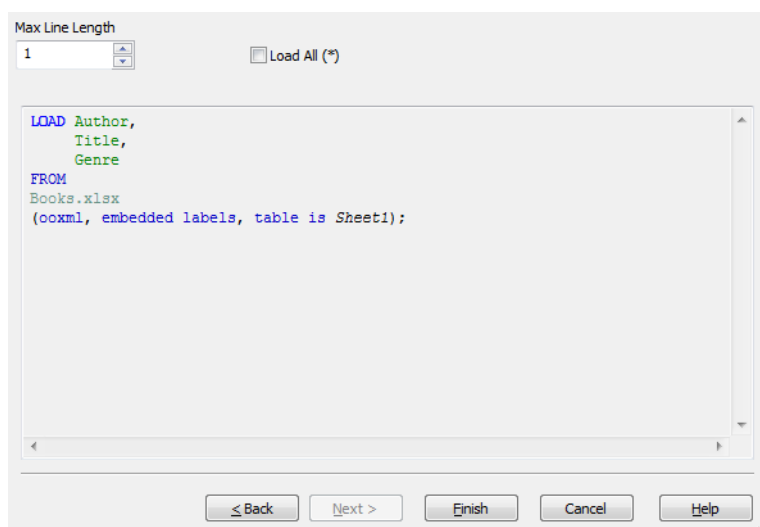 Max Line Length
1
Load All (*)
LOAD Author,
Title,
Genre
FROM
Books.xlsx
(ooxml, embedded labels, table is Sheet1);
< Back Next > Finish Cancel Help